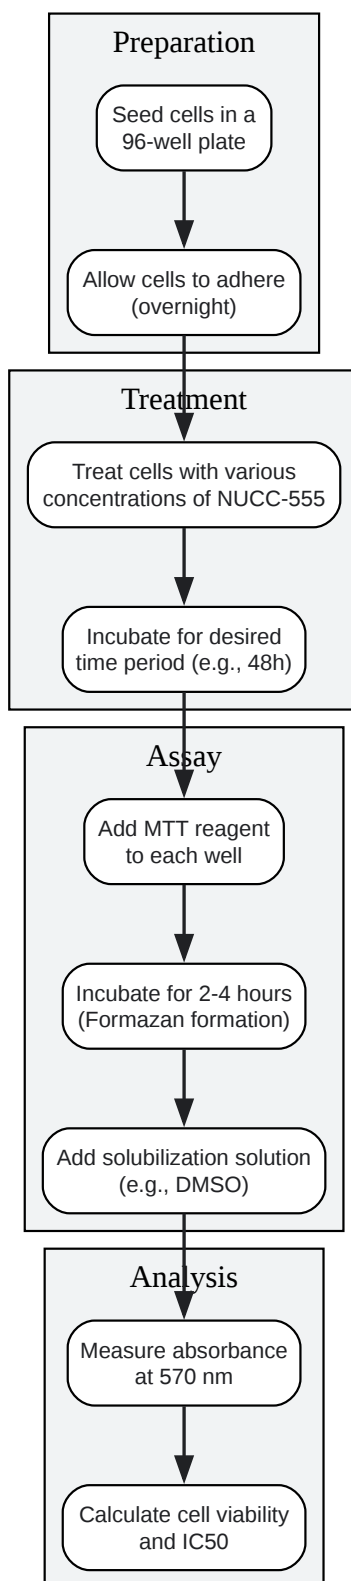 Preparation
Seed cells in a
96-well plate
Allow cells to adhere
(overnight)
Treatment
Treat cells with various
concentrations of NUCC-555
Incubate for desired
time period (e.g., 48h)
Assay
Add MTT reagent
to each well
Incubate for 2-4 hours
(Formazan formation)
Add solubilization solution
(e.g., DMSO)
Analysis
Measure absorbance
at 570 nm
Calculate cell viability
and IC50